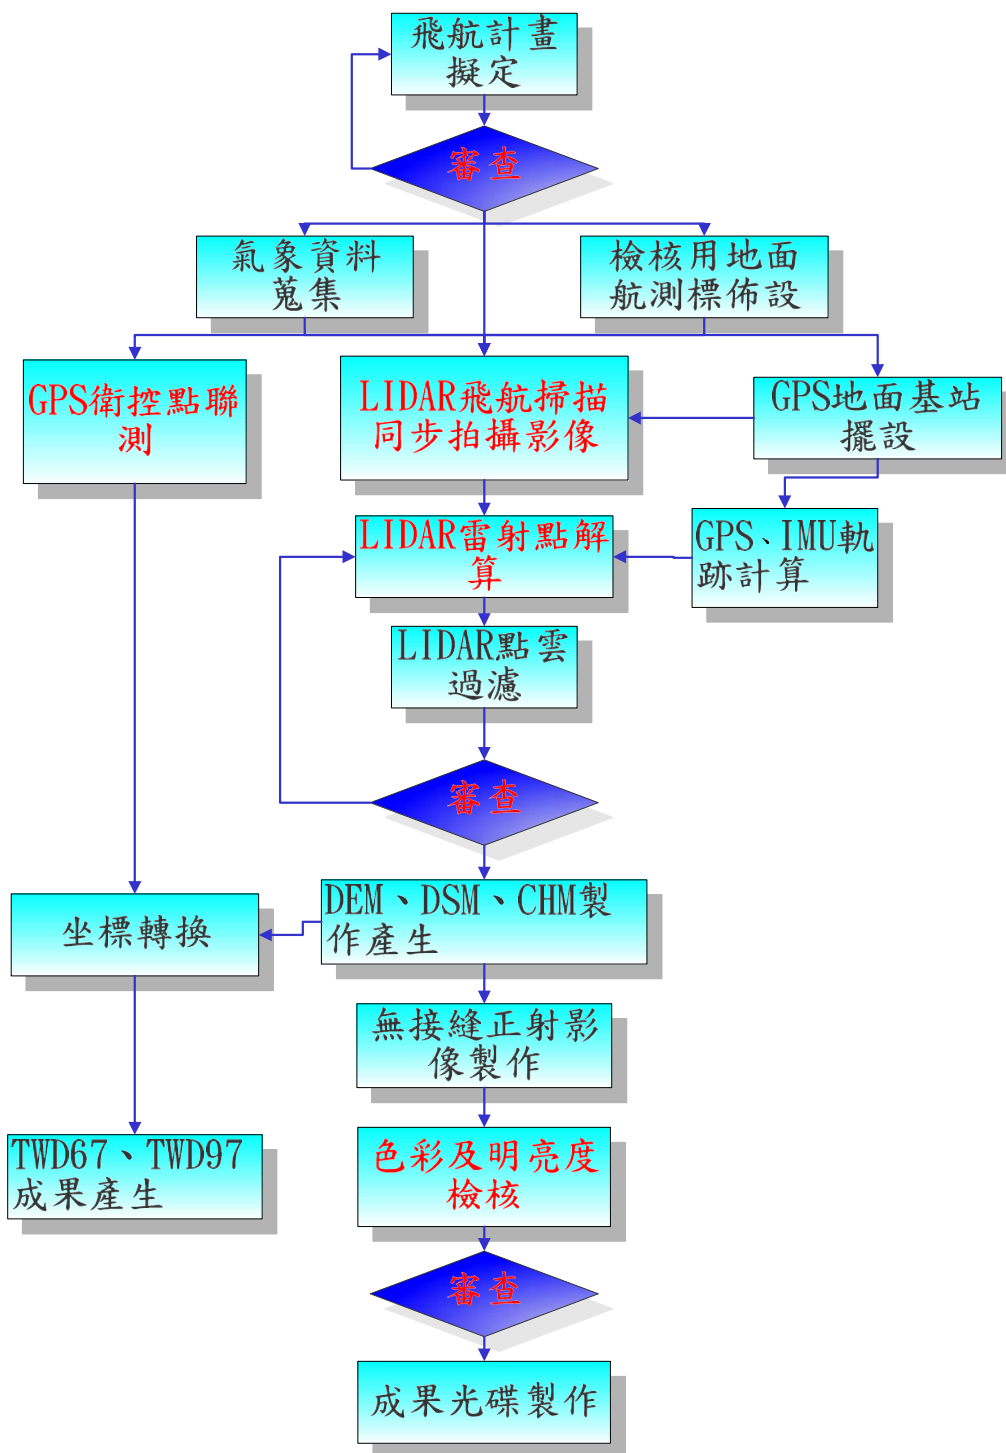 飛航計畫
擬定
審查
氣象資料
蒐集
檢核用地面
航測標佈設
GPS衛控點聯
測
LIDAR飛航掃描
同步拍攝影像
GPS地面基站
擺設
LIDAR雷射點解
算
GPS、IMU軌
跡計算
LIDAR點雲
過濾
審查
坐標轉換
DEM、DSM、CHM製
作產生
無接縫正射影
像製作
TWD67、TWD97
成果產生
色彩及明亮度
檢核
審查
成果光碟製作